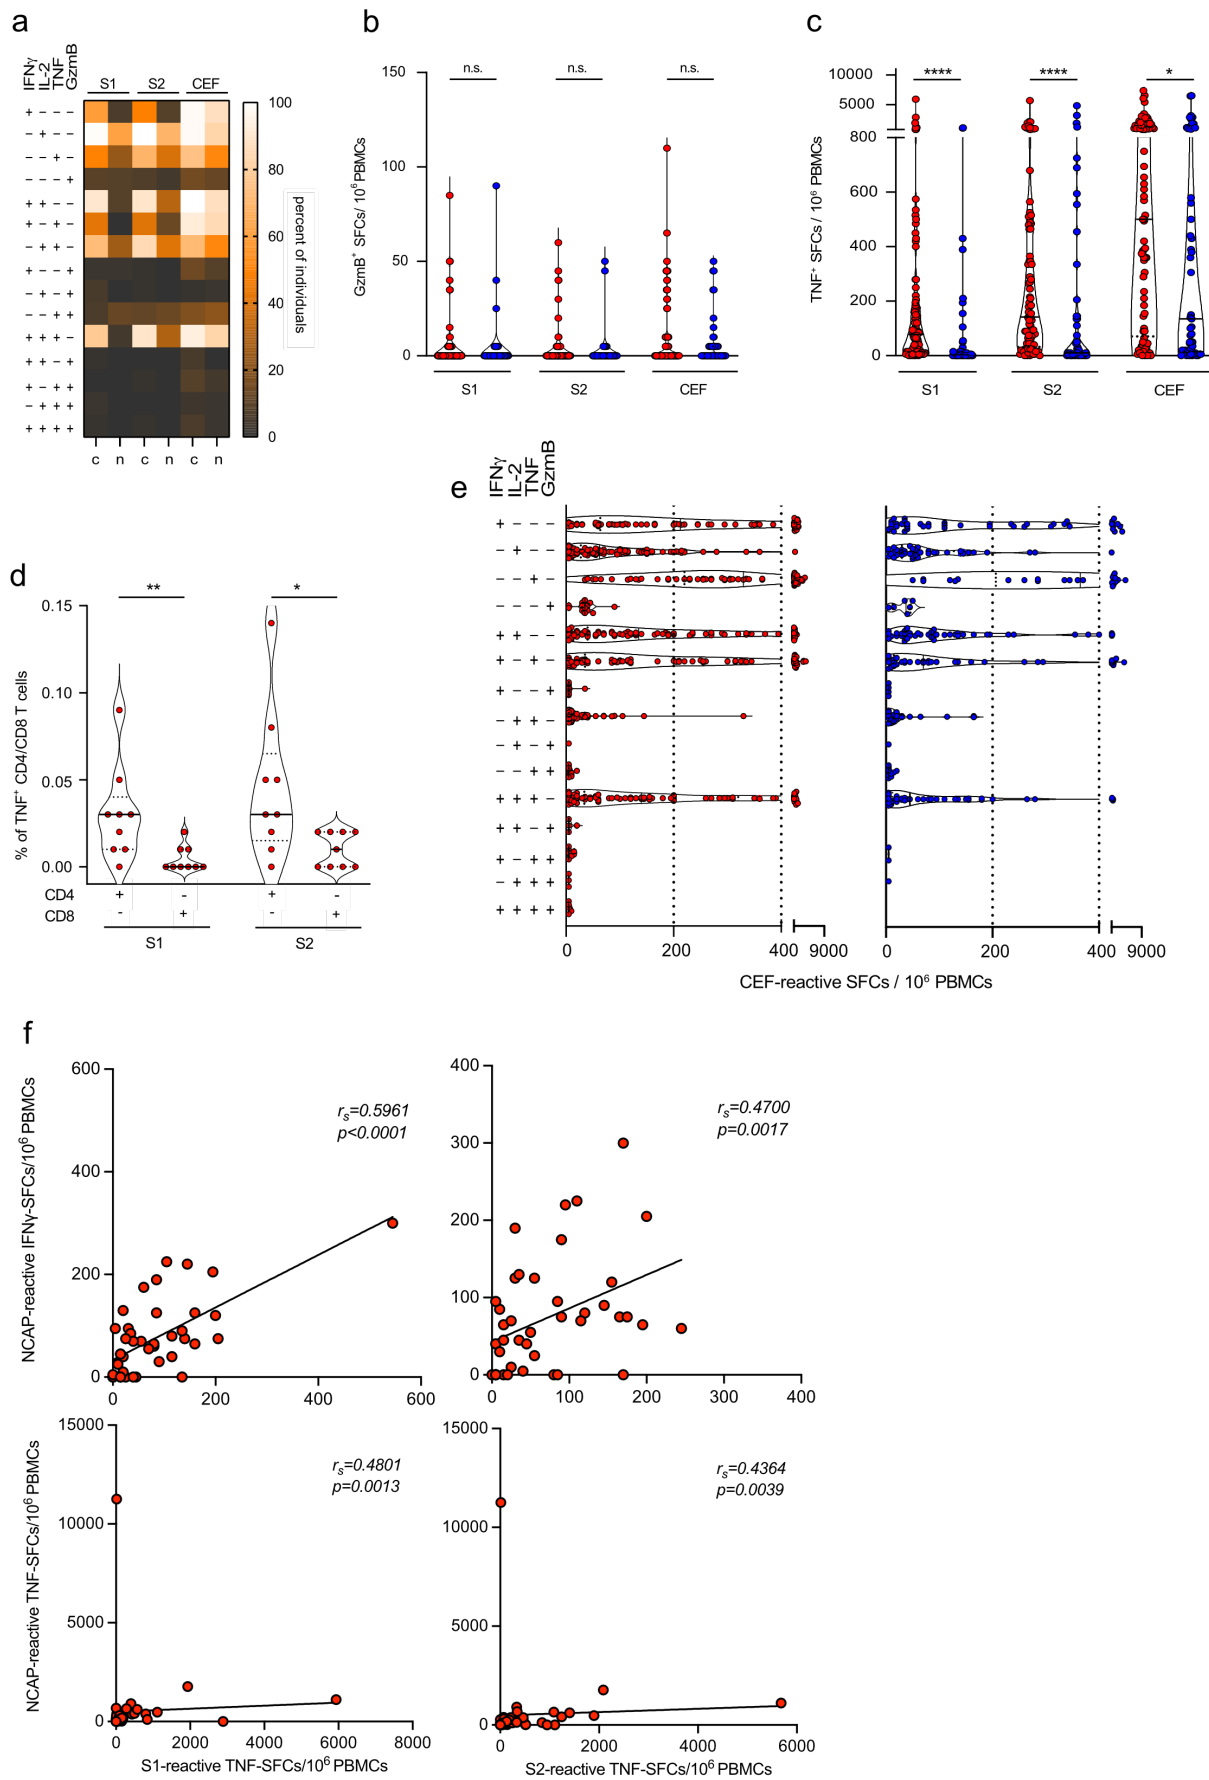 a
IFNγ
IL-2
TNF
GzmB
S1 S2 CEF
+ – – –
– + – –
– – + –
– – – +
+ + – –
+ – + –
– + + –
+ – – +
– + – +
– – + +
+ + + –
+ + – +
+ – + +
– + + +
+ + + +
c n c n c n
100
80
60
40
20
0
percent of individuals
b
n.s. n.s. n.s.
150
100
50
0
GzmB⁺ SFCs/ 10⁶ PBMCs
S1 S2 CEF
c
**** **** *
10000
5000
800
600
400
200
0
TNF⁺ SFCs / 10⁶ PBMCs
S1 S2 CEF
d
** *
0.15
0.10
0.05
0.00
% of TNF⁺ CD4/CD8 T cells
CD4 + - + -
CD8 - + - +
S1 S2
e
IFNγ
IL-2
TNF
GzmB
+ – – –
– + – –
– – + –
– – – +
+ + – –
+ – + –
+ – – +
– + + –
– + – +
– – + +
+ + + –
+ + – +
+ – + +
– + + +
+ + + +
0 200 400 9000
0 200 400 9000
CEF-reactive SFCs / 10⁶ PBMCs
f
NCAP-reactive IFNγ-SFCs/10⁶ PBMCs
600
400
200
0
0 200 400 600
rₛ=0.5961
p<0.0001
400
300
200
100
0
0 100 200 300 400
rₛ=0.4700
p=0.0017
NCAP-reactive TNF-SFCs/10⁶ PBMCs
15000
10000
5000
0
0 2000 4000 6000 8000
rₛ=0.4801
p=0.0013
S1-reactive TNF-SFCs/10⁶ PBMCs
15000
10000
5000
0
0 2000 4000 6000
rₛ=0.4364
p=0.0039
S2-reactive TNF-SFCs/10⁶ PBMCs